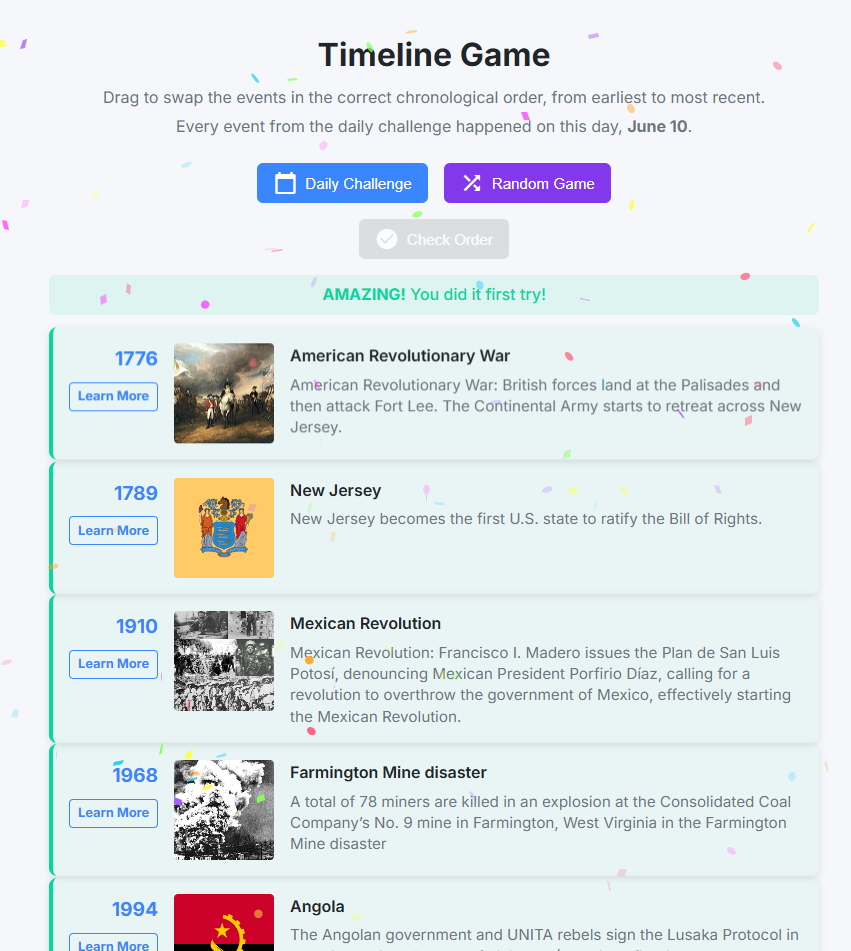 Timeline Game
Drag to swap the events in the correct chronological order, from earliest to most recent.
Every event from the daily challenge happened on this day, June 10.
Daily Challenge
Random Game
Check Order
AMAZING! You did it first try!
1776
Learn More
American Revolutionary War
American Revolutionary War: British forces land at the Palisades and
then attack Fort Lee. The Continental Army starts to retreat across New
Jersey.
1789
Learn More
New Jersey
New Jersey becomes the first U.S. state to ratify the Bill of Rights.
1910
Learn More
Mexican Revolution
Mexican Revolution: Francisco I. Madero issues the Plan de San Luis
Potosí, denouncing Mexican President Porfirio Díaz, calling for a
revolution to overthrow the government of Mexico, effectively starting
the Mexican Revolution.
1968
Learn More
Farmington Mine disaster
A total of 78 miners are killed in an explosion at the Consolidated Coal
Company's No. 9 mine in Farmington, West Virginia in the Farmington
Mine disaster
1994
Learn More
Angola
The Angolan government and UNITA rebels sign the Lusaka Protocol in